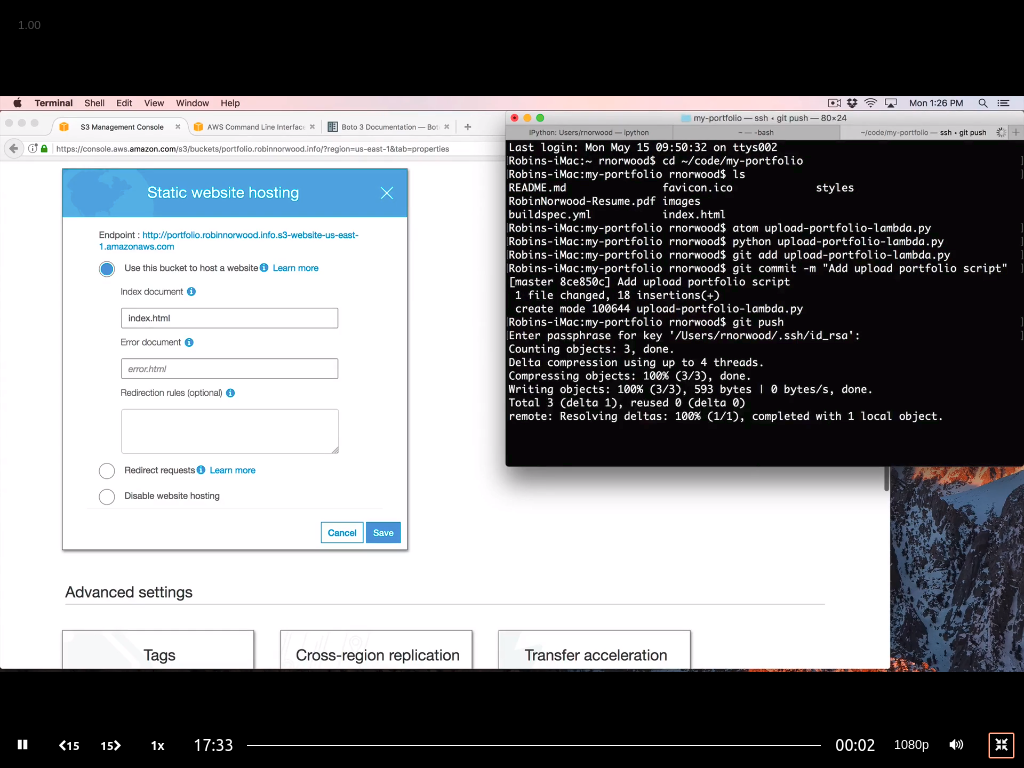 1.00
Terminal Shell Edit View Window Help
Mon 1:26 PM
my-portfolio — ssh • git push — 80×24
S3 Management Console
AWS Command Line Interfac
Boto 3 Documentation — Bot
IPython: Users/rnorwood — ipython
~ — -bash
~/code/my-portfolio — ssh • git push
https://console.aws.amazon.com/s3/buckets/portfolio.robinnorwood.info/?region=us-east-1&tab=properties
Static website hosting
Endpoint : http://portfolio.robinnorwood.info.s3-website-us-east-
1.amazonaws.com
Use this bucket to host a website Learn more
Index document
index.html
Error document
error.html
Redirection rules (optional)
Redirect requests Learn more
Disable website hosting
Cancel Save
Last login: Mon May 15 09:50:32 on ttys002
Robins-iMac:~ rnorwood$ cd ~/code/my-portfolio
Robins-iMac:my-portfolio rnorwood$ ls
README.md favicon.ico styles
RobinNorwood-Resume.pdf images
buildspec.yml index.html
Robins-iMac:my-portfolio rnorwood$ atom upload-portfolio-lambda.py
Robins-iMac:my-portfolio rnorwood$ python upload-portfolio-lambda.py
Robins-iMac:my-portfolio rnorwood$ git add upload-portfolio-lambda.py
Robins-iMac:my-portfolio rnorwood$ git commit -m "Add upload portfolio script"
[master 8ce850c] Add upload portfolio script
1 file changed, 18 insertions(+)
create mode 100644 upload-portfolio-lambda.py
Robins-iMac:my-portfolio rnorwood$ git push
Enter passphrase for key '/Users/rnorwood/.ssh/id_rsa':
Counting objects: 3, done.
Delta compression using up to 4 threads.
Compressing objects: 100% (3/3), done.
Writing objects: 100% (3/3), 593 bytes | 0 bytes/s, done.
Total 3 (delta 1), reused 0 (delta 0)
remote: Resolving deltas: 100% (1/1), completed with 1 local object.
Advanced settings
Tags
Cross-region replication
Transfer acceleration
15 15 1x 17:33 00:02 1080p